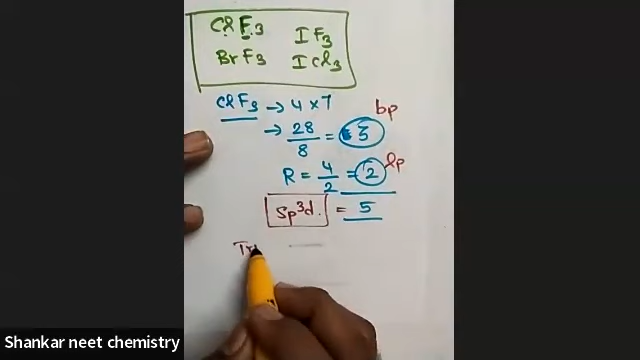 ClF3 IF3
BrF3 ICl3
ClF3 → 4 × 7 bp
→ 28/8 = 3
R = 4/2 = 2 lp
Sp³d. = 5
Tr
Shankar neet chemistry